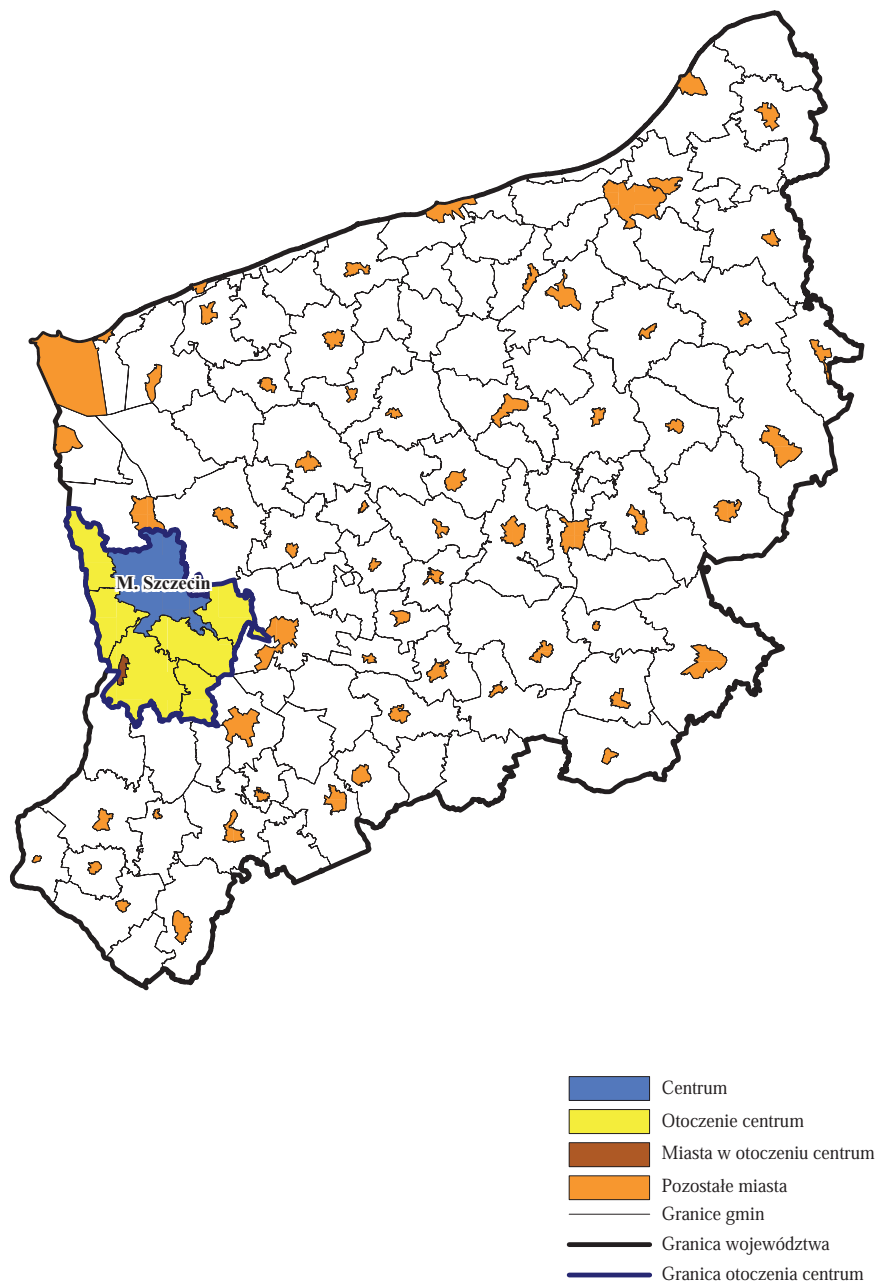 M. Szczecin
Centrum
Otoczenie centrum
Miasta w otoczeniu centrum
Pozostałe miasta
Granice gmin
Granica województwa
Granica otoczenia centrum